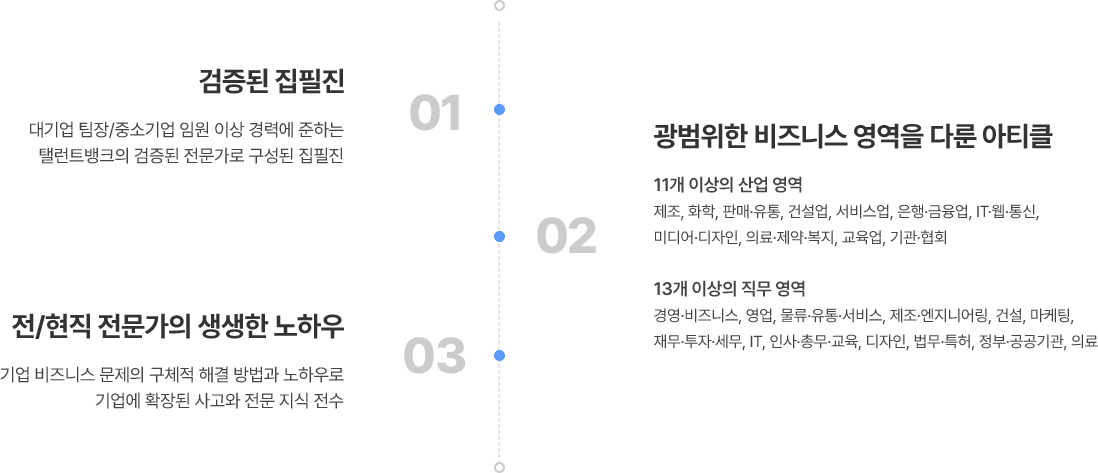 01
검증된 집필진
대기업 팀장/중소기업 임원 이상 경력에 준하는
탤런트뱅크의 검증된 전문가로 구성된 집필진
02
광범위한 비즈니스 영역을 다룬 아티클
11개 이상의 산업 영역
제조, 화학, 판매·유통, 건설업, 서비스업, 은행·금융업, IT·웹·통신,
미디어·디자인, 의료·제약·복지, 교육업, 기관·협회
13개 이상의 직무 영역
경영·비즈니스, 영업, 물류·유통·서비스, 제조·엔지니어링, 건설, 마케팅,
재무·투자·세무, IT, 인사·총무·교육, 디자인, 법무·특허, 정부·공공기관, 의료
03
전/현직 전문가의 생생한 노하우
기업 비즈니스 문제의 구체적 해결 방법과 노하우로
기업에 확장된 사고와 전문 지식 전수